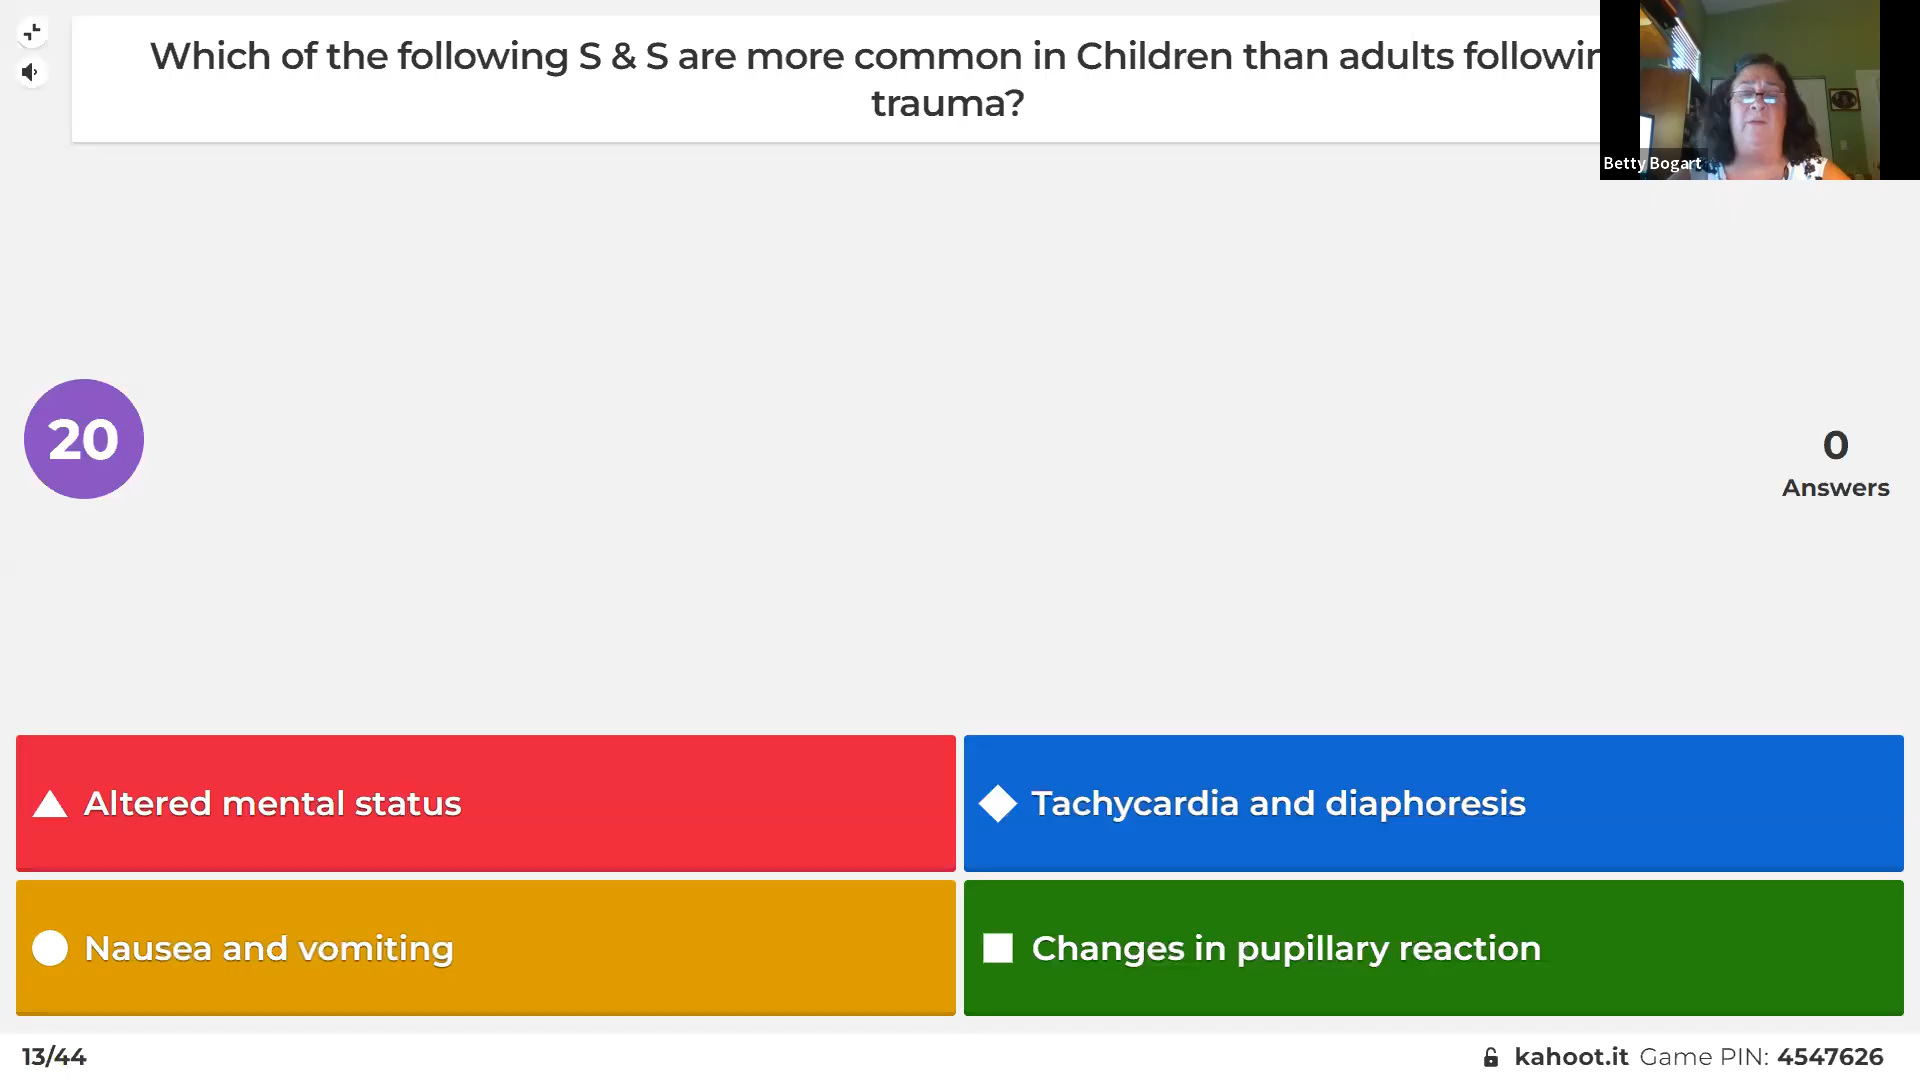 Which of the following S & S are more common in Children than adults
trauma?
Betty Bogart
20
0
Answers
Altered mental status
Tachycardia and diaphoresis
Nausea and vomiting
Changes in pupillary reaction
13/44
kahoot.it Game PIN: 4547626